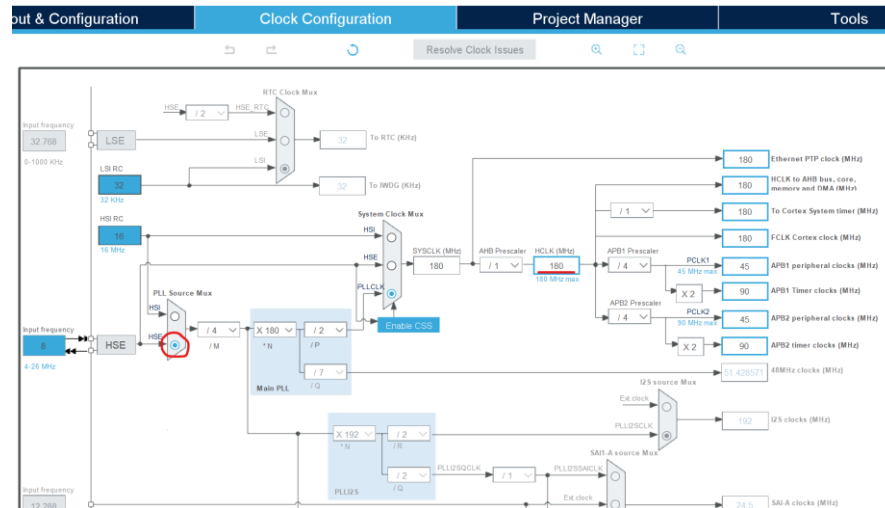 out & Configuration
Clock Configuration
Project Manager
Tools
Resolve Clock Issues
RTC Clock Mux
HSE
/ 2
HSE_RTC
Input frequency
32.768
0-1000 KHz
LSE
LSE
32
To RTC (KHz)
LSI RC
32
32 KHz
LSI
32
To IWDG (KHz)
HSI RC
16
16 MHz
System Clock Mux
HSI
HSE
PLLCLK
Enable CSS
SYSCLK (MHz)
180
AHB Prescaler
/ 1
HCLK (MHz)
180
180 MHz max
180
Ethernet PTP clock (MHz)
180
HCLK to AHB bus, core,
memory and DMA (MHz)
/ 1
180
To Cortex System timer (MHz)
180
FCLK Cortex clock (MHz)
APB1 Prescaler
/ 4
PCLK1
45 MHz max
45
APB1 peripheral clocks (MHz)
X 2
90
APB1 Timer clocks (MHz)
APB2 Prescaler
/ 4
PCLK2
90 MHz max
45
APB2 peripheral clocks (MHz)
X 2
90
APB2 timer clocks (MHz)
PLL Source Mux
HSI
HSE
Input frequency
8
4-26 MHz
HSE
/ 4
/ M
X 180
* N
/ 2
/ P
/ 7
/ Q
Main PLL
51.428571
48MHz clocks (MHz)
I2S source Mux
Ext.clock
PLLI2SCLK
192
I2S clocks (MHz)
X 192
* N
/ 2
/ R
/ 2
/ Q
PLLI2S
PLLI2SQCLK
/ 1
PLLI2SSAICLK
SAI1-A source Mux
Ext.clock
Input frequency
12.288
24.5
SAI-A clocks (MHz)